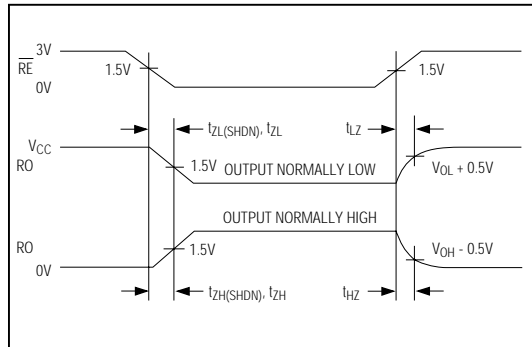 3V
RE
1.5V
1.5V
0V
tZL(SHDN), tZL
tLZ
VCC
RO
1.5V
OUTPUT NORMALLY LOW
VOL + 0.5V
OUTPUT NORMALLY HIGH
RO
1.5V
VOH - 0.5V
0V
tZH(SHDN), tZH
tHZ